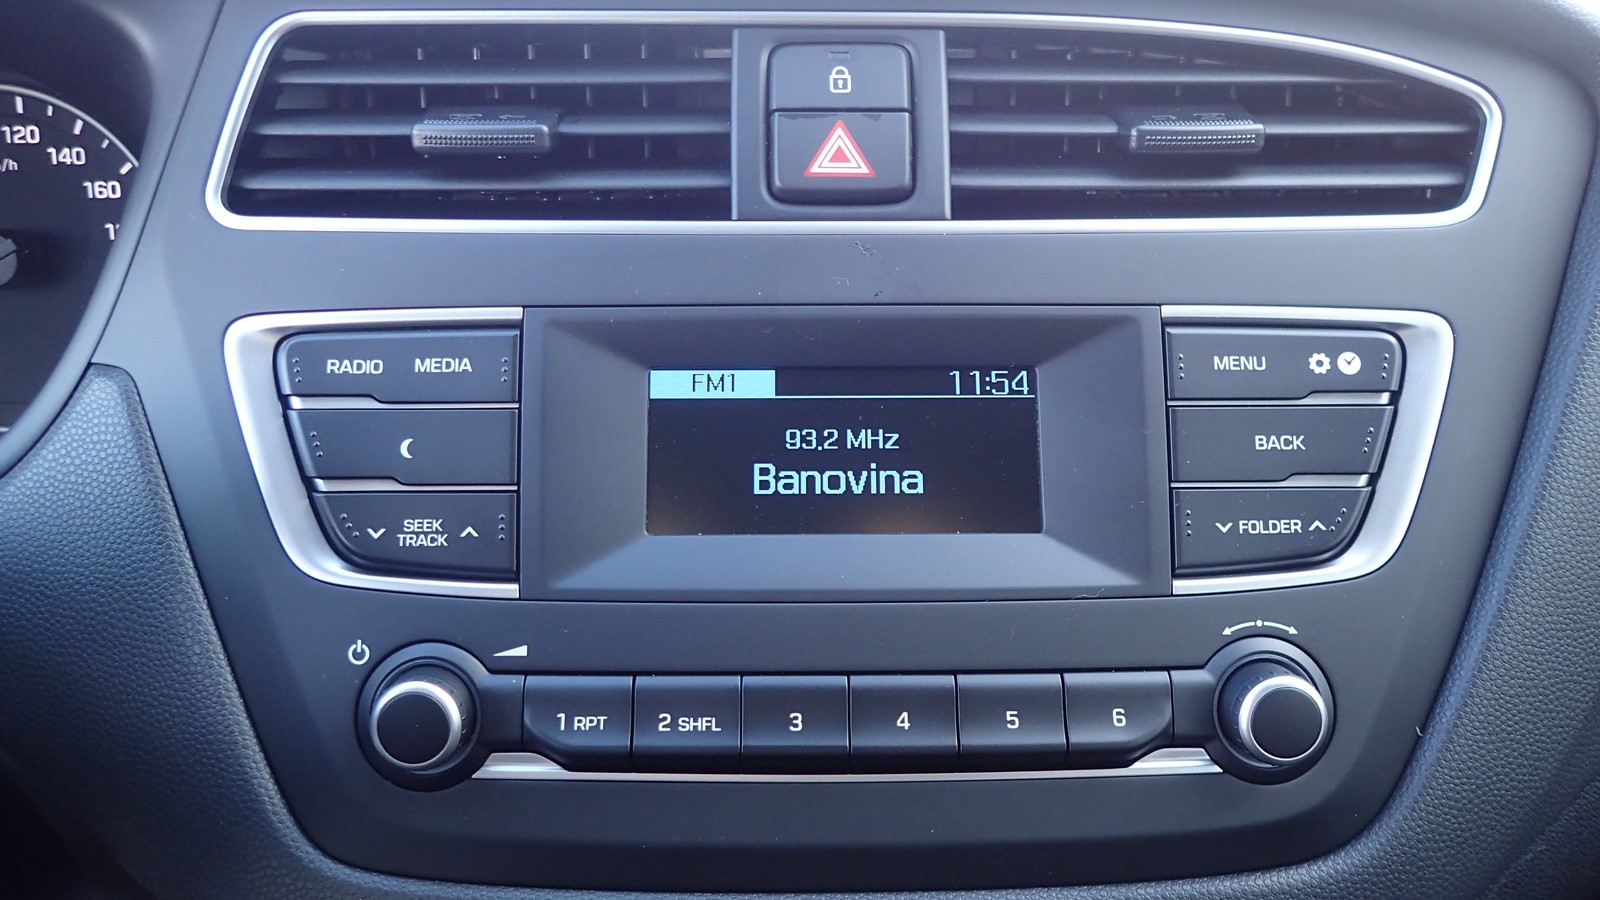 120
140
160
/h
RADIO MEDIA
SEEK
TRACK
FM1 11:54
93.2 MHz
Banovina
MENU
BACK
FOLDER
1 RPT
2 SHFL
3
4
5
6